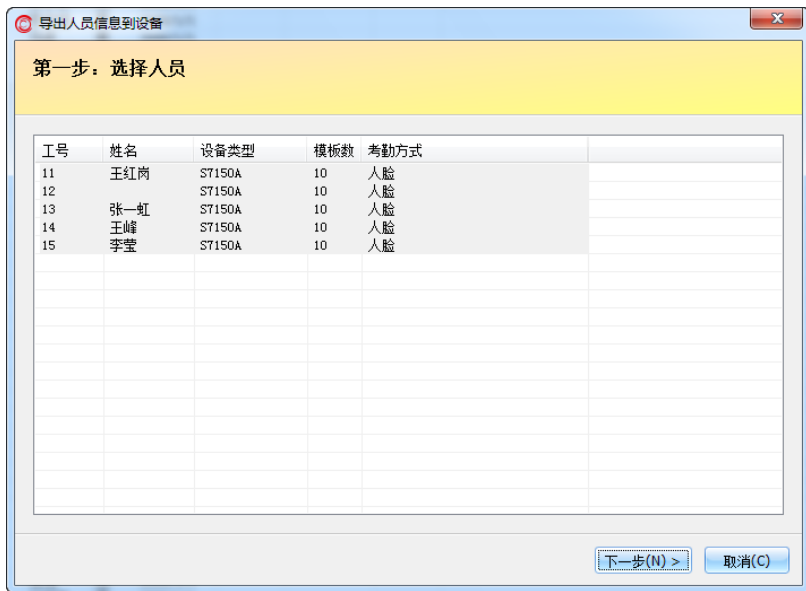 导出人员信息到设备
第一步：选择人员
工号 姓名 设备类型 模板数 考勤方式
11 王红岗 S7150A 10 人脸
12 S7150A 10 人脸
13 张一虹 S7150A 10 人脸
14 王峰 S7150A 10 人脸
15 李莹 S7150A 10 人脸
下一步(N) > 取消(C)